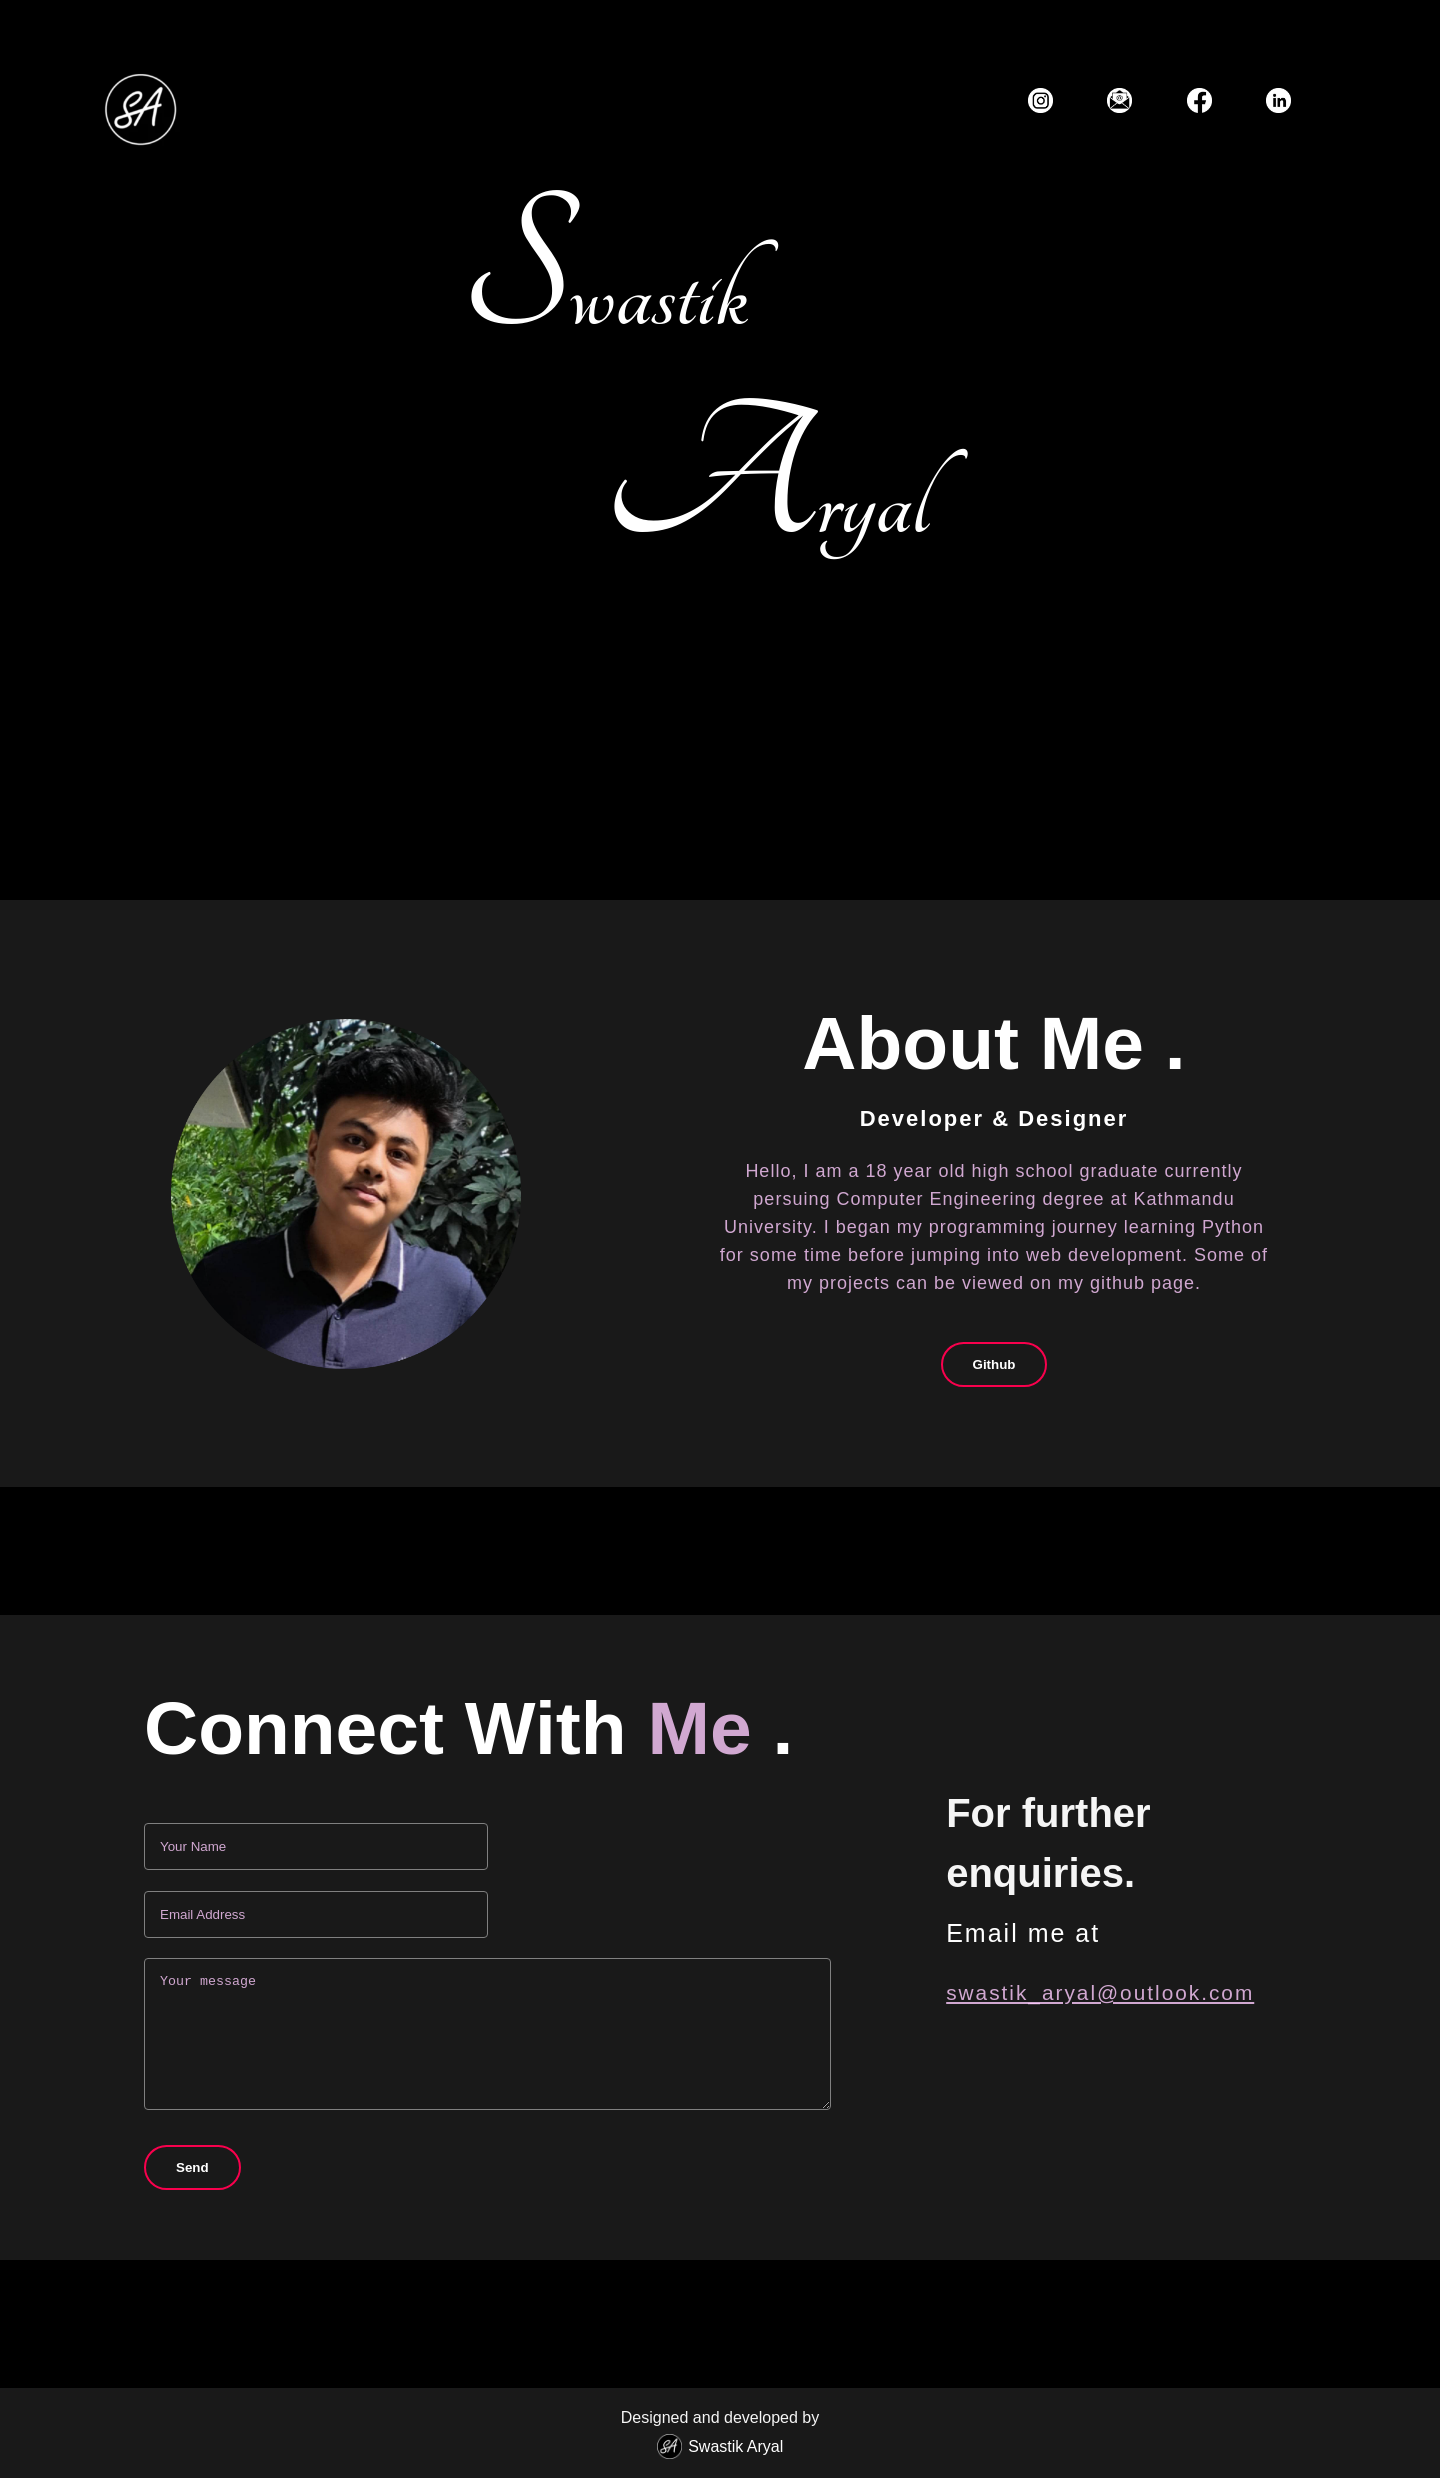 SA
Swastik
Aryal
About Me .
Developer & Designer
Hello, I am a 18 year old high school graduate currently
persuing Computer Engineering degree at Kathmandu
University. I began my programming journey learning Python
for some time before jumping into web development. Some of
my projects can be viewed on my github page.
Github
Connect With Me .
Your Name
Email Address
Your message
Send
For further
enquiries.
Email me at
swastik_aryal@outlook.com
Designed and developed by
SA Swastik Aryal